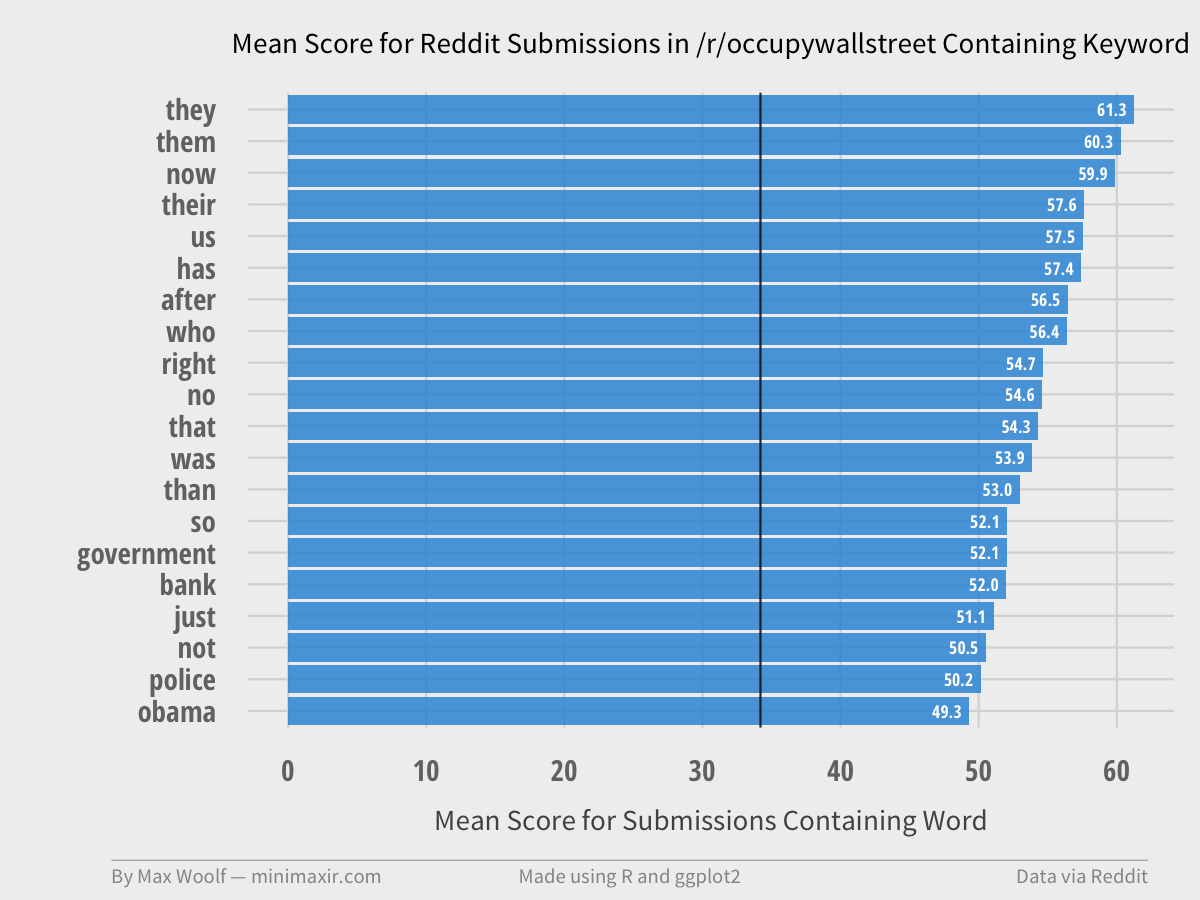 Mean Score for Reddit Submissions in /r/occupywallstreet Containing Keyword
they 61.3
them 60.3
now 59.9
their 57.6
us 57.5
has 57.4
after 56.5
who 56.4
right 54.7
no 54.6
that 54.3
was 53.9
than 53.0
so 52.1
government 52.1
bank 52.0
just 51.1
not 50.5
police 50.2
obama 49.3
0 10 20 30 40 50 60
Mean Score for Submissions Containing Word
By Max Woolf — minimaxir.com Made using R and ggplot2 Data via Reddit